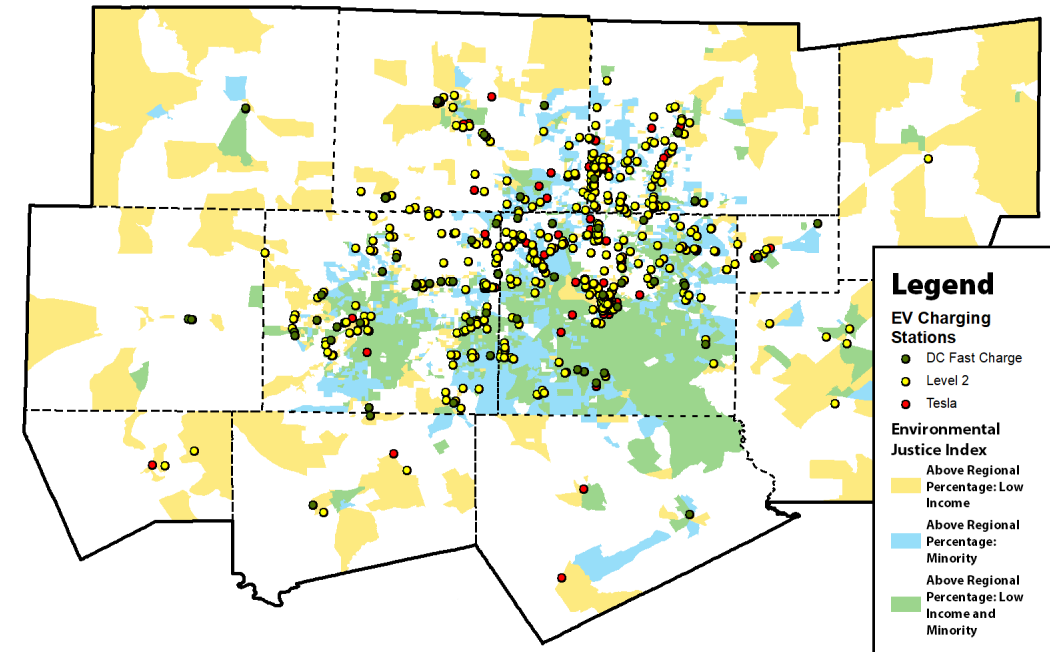 Legend
EV Charging
Stations
DC Fast Charge
Level 2
Tesla
Environmental
Justice Index
Above Regional
Percentage: Low
Income
Above Regional
Percentage:
Minority
Above Regional
Percentage: Low
Income and
Minority